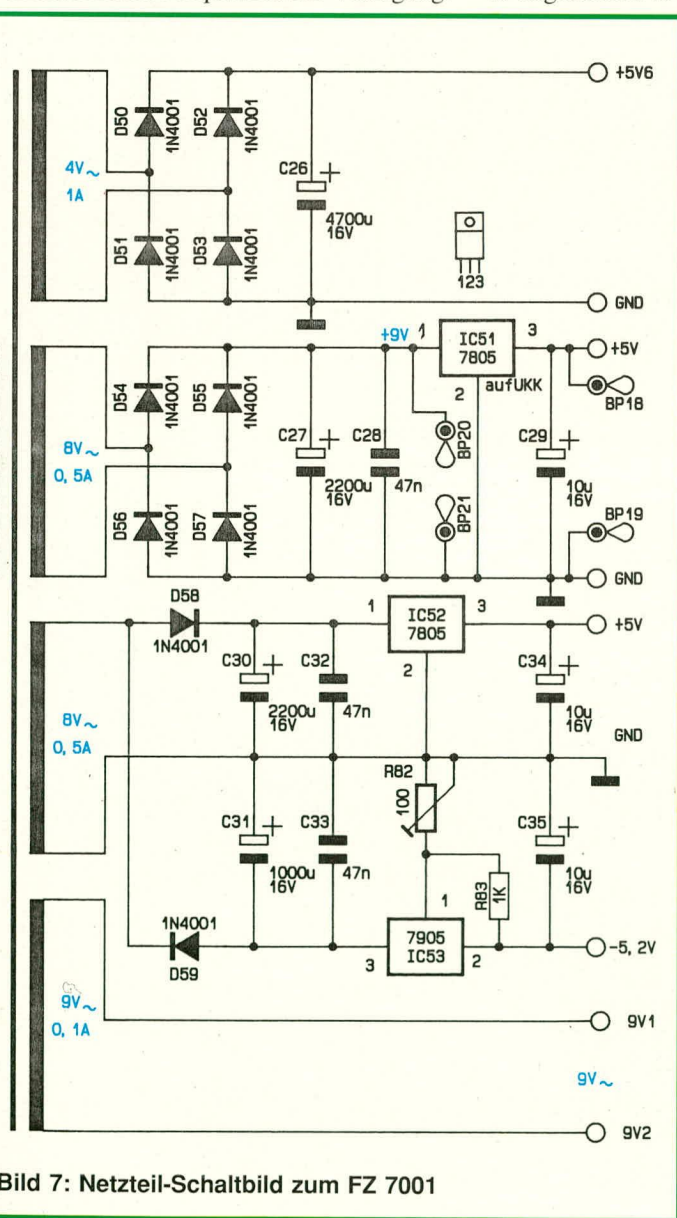 +5V6
D50
1N4001
D52
1N4001
4V~
1A
C26
+
4700u
16V
D51
1N4001
D53
1N4001
123
GND
+9V
1
IC51
7805
3
+5V
2
aufUKK
BP18
D54
1N4001
D55
1N4001
8V~
0,5A
C27
+
2200u
16V
C28
47n
BP20
C29
+
10u
16V
D56
1N4001
D57
1N4001
BP21
BP19
GND
D58
1N4001
1
IC52
7805
3
+5V
2
C30
+
2200u
16V
C32
47n
C34
+
10u
16V
8V~
0,5A
GND
R82
100
C31
+
1000u
16V
C33
47n
C35
+
10u
16V
R83
1K
1
1N4001
D59
3
7905
IC53
2
-5,2V
9V~
0,1A
9V1
9V~
9V2
Bild 7: Netzteil-Schaltbild zum FZ 7001